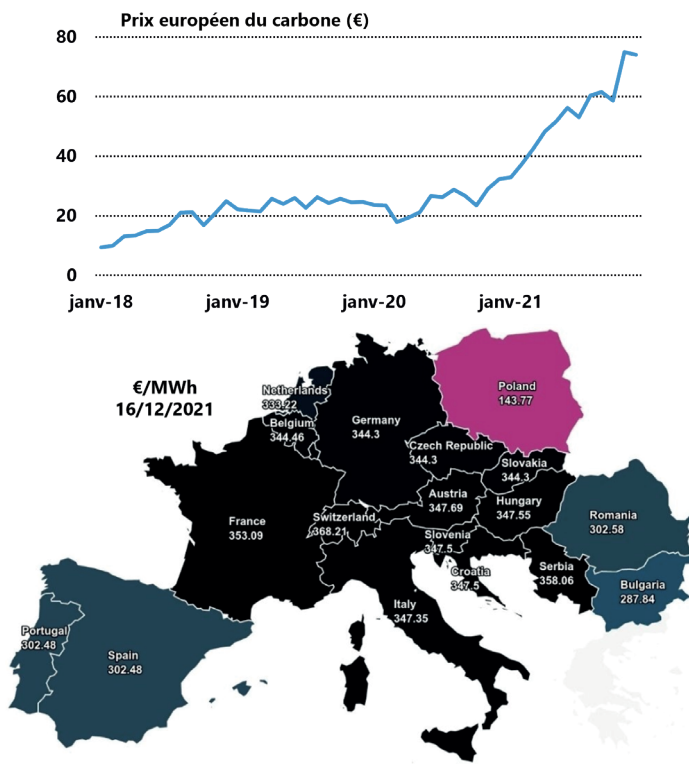 Prix européen du carbone (€)
80
60
40
20
0
janv-18 janv-19 janv-20 janv-21
€/MWh
16/12/2021
Netherlands
333.22
Belgium
344.46
Germany
344.3
Poland
143.77
Czech Republic
344.3
Slovakia
344.3
Austria
347.69
Hungary
347.55
Romania
302.58
France
353.09
Switzerland
368.21
Slovenia
347.5
Croatia
347.5
Serbia
358.06
Bulgaria
287.84
Italy
347.35
Portugal
302.48
Spain
302.48